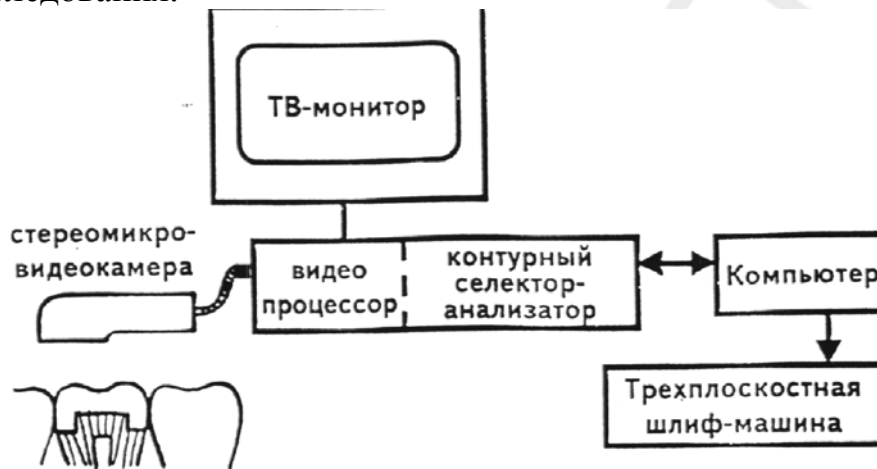 ТВ-монитор
стереомикро-
видеокамера
видео
процессор
контурный
селектор-
анализатор
Компьютер
Трехплоскостная
шлиф-машина